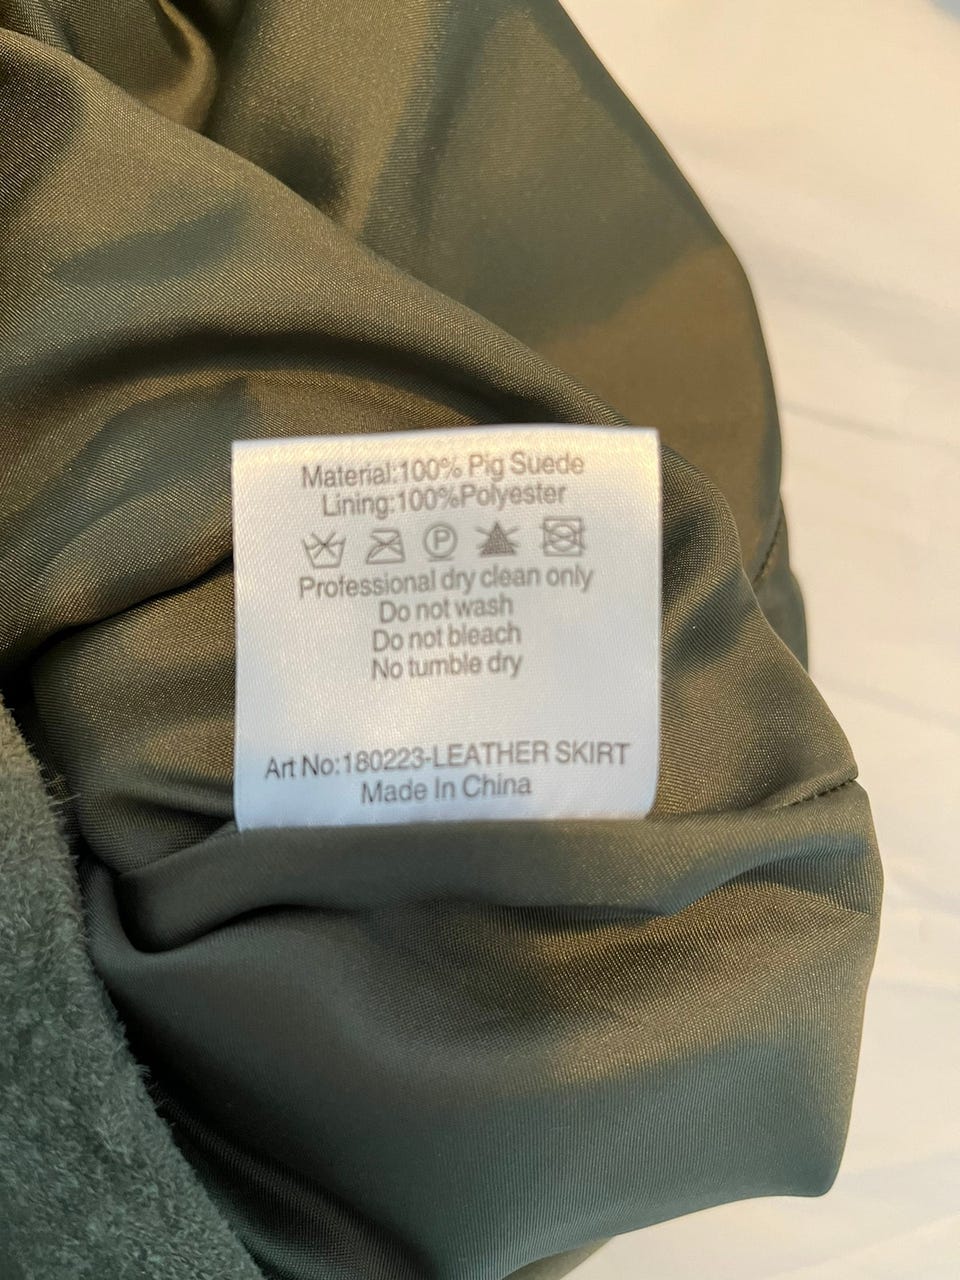 Material:100% Pig Suede
Lining:100%Polyester
P
Professional dry clean only
Do not wash
Do not bleach
No tumble dry
Art No:180223-LEATHER SKIRT
Made In China